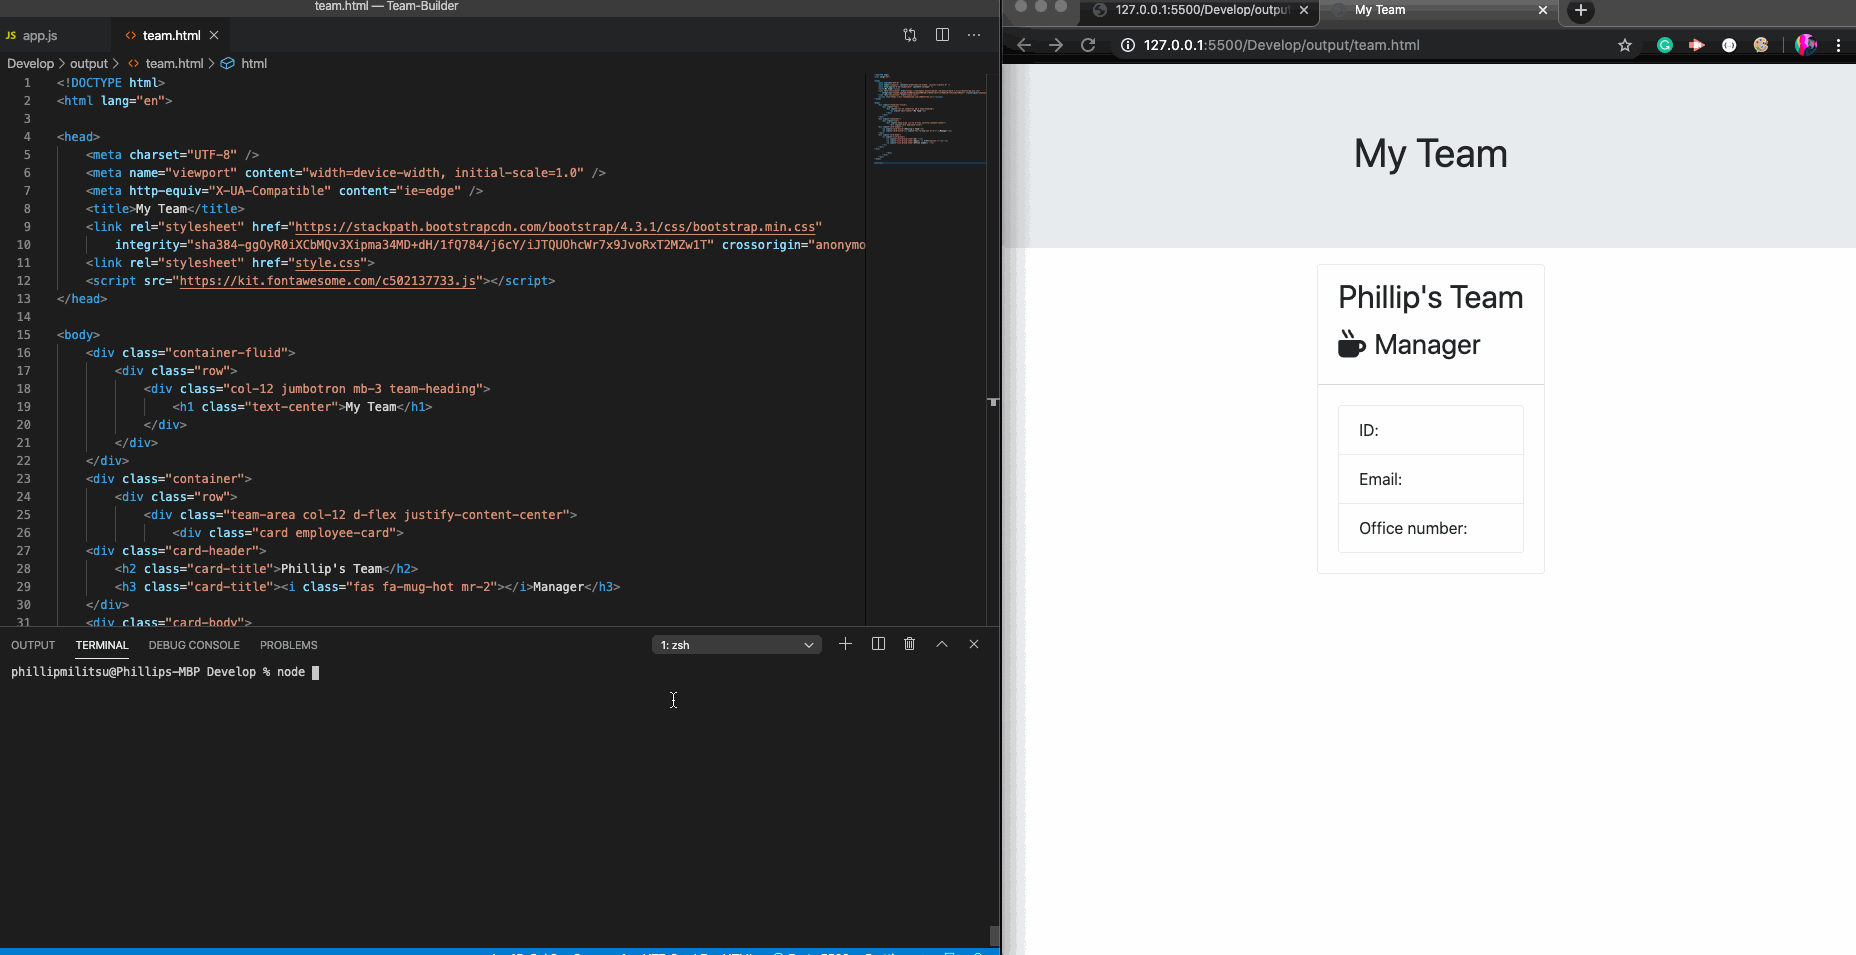 team.html — Team-Builder
JS app.js
<> team.html
Develop > output > <> team.html > html
1 <!DOCTYPE html>
2 <html lang="en">
3
4 <head>
5 <meta charset="UTF-8" />
6 <meta name="viewport" content="width=device-width, initial-scale=1.0" />
7 <meta http-equiv="X-UA-Compatible" content="ie=edge" />
8 <title>My Team</title>
9 <link rel="stylesheet" href="https://stackpath.bootstrapcdn.com/bootstrap/4.3.1/css/bootstrap.min.css"
10 integrity="sha384-ggOyR0iXCbMQv3Xipma34MD+dH/1fQ784/j6cY/iJTQUOhcWr7x9JvoRxT2MZw1T" crossorigin="anonymo
11 <link rel="stylesheet" href="style.css">
12 <script src="https://kit.fontawesome.com/c502137733.js"></script>
13 </head>
14
15 <body>
16 <div class="container-fluid">
17 <div class="row">
18 <div class="col-12 jumbotron mb-3 team-heading">
19 <h1 class="text-center">My Team</h1>
20 </div>
21 </div>
22 </div>
23 <div class="container">
24 <div class="row">
25 <div class="team-area col-12 d-flex justify-content-center">
26 <div class="card employee-card">
27 <div class="card-header">
28 <h2 class="card-title">Phillip's Team</h2>
29 <h3 class="card-title"><i class="fas fa-mug-hot mr-2"></i>Manager</h3>
30 </div>
31 <div class="card-body">
OUTPUT TERMINAL DEBUG CONSOLE PROBLEMS 1: zsh
phillipmilitsu@Phillips-MBP Develop % node
127.0.0.1:5500/Develop/outpu
My Team
127.0.0.1:5500/Develop/output/team.html
My Team
Phillip's Team
Manager
ID:
Email:
Office number: